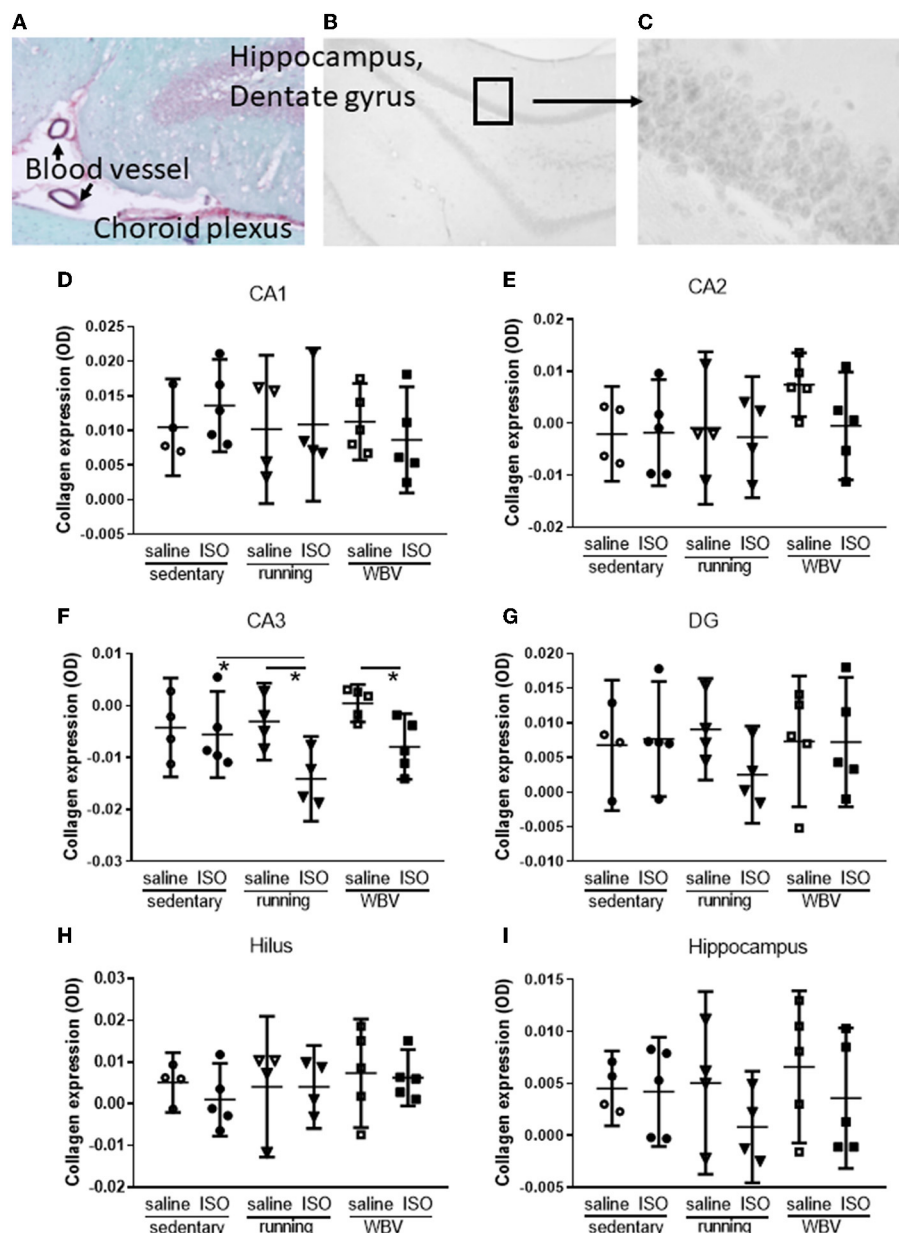 A
B
C
Hippocampus,
Dentate gyrus
Blood vessel
Choroid plexus
D
CA1
Collagen expression (OD)
0.025
0.020
0.015
0.010
0.005
0.000
-0.005
saline ISO saline ISO saline ISO
sedentary running WBV
E
CA2
Collagen expression (OD)
0.02
0.01
0.00
-0.01
-0.02
saline ISO saline ISO saline ISO
sedentary running WBV
F
CA3
Collagen expression (OD)
0.01
0.00
-0.01
-0.02
-0.03
* * *
saline ISO saline ISO saline ISO
sedentary running WBV
G
DG
Collagen expression (OD)
0.020
0.015
0.010
0.005
0.000
-0.005
-0.010
saline ISO saline ISO saline ISO
sedentary running WBV
H
Hilus
Collagen expression (OD)
0.03
0.02
0.01
0.00
-0.01
-0.02
saline ISO saline ISO saline ISO
sedentary running WBV
I
Hippocampus
Collagen expression (OD)
0.015
0.010
0.005
0.000
-0.005
saline ISO saline ISO saline ISO
sedentary running WBV